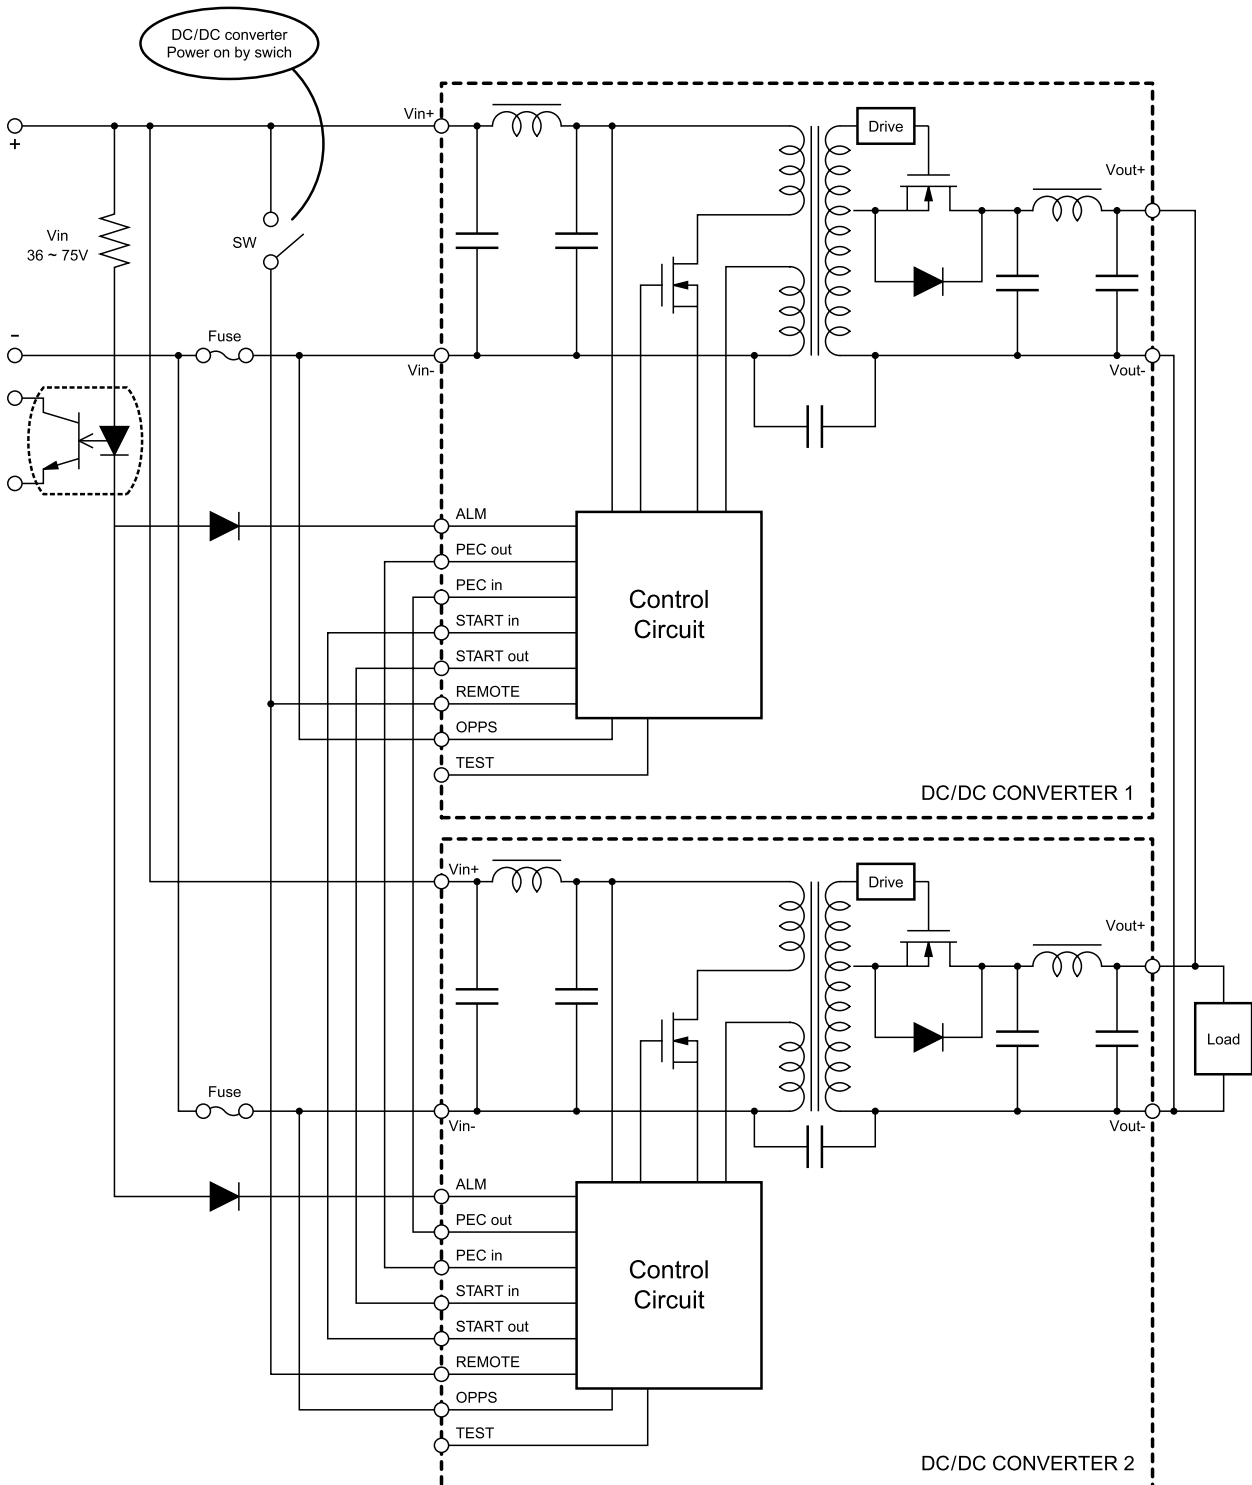 DC/DC converter
Power on by swich
Vin+
+
Drive
Vout+
Vin
36 ~ 75V
SW
–
Fuse
Vin-
Vout-
ALM
PEC out
PEC in
START in
START out
REMOTE
OPPS
TEST
Control
Circuit
DC/DC CONVERTER 1
Vin+
Drive
Vout+
Load
Fuse
Vin-
Vout-
ALM
PEC out
PEC in
START in
START out
REMOTE
OPPS
TEST
Control
Circuit
DC/DC CONVERTER 2